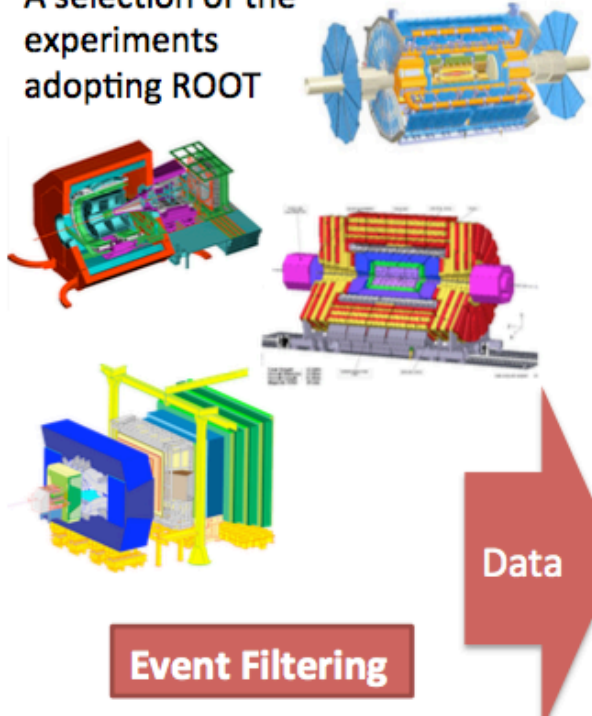 A selection of the
experiments
adopting ROOT
Data
Event Filtering